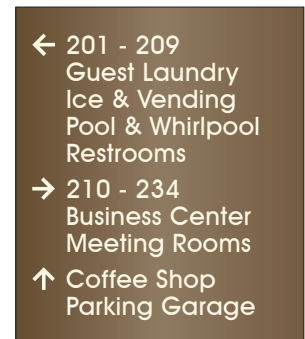 ← 201 - 209
Guest Laundry
Ice & Vending
Pool & Whirlpool
Restrooms
→ 210 - 234
Business Center
Meeting Rooms
↑ Coffee Shop
Parking Garage